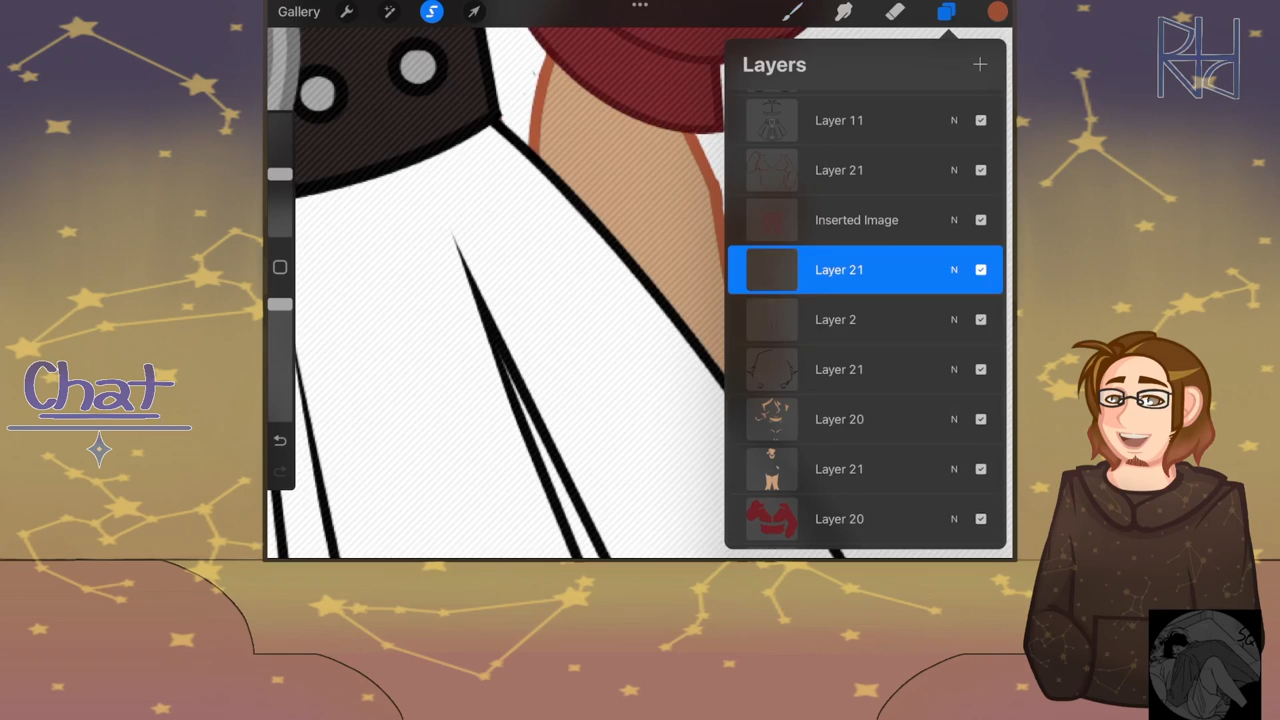 Gallery
Layers
Layer 11 N
Layer 21 N
Inserted Image N
Layer 21 N
Layer 2 N
Layer 21 N
Layer 20 N
Layer 21 N
Layer 20 N
Chat